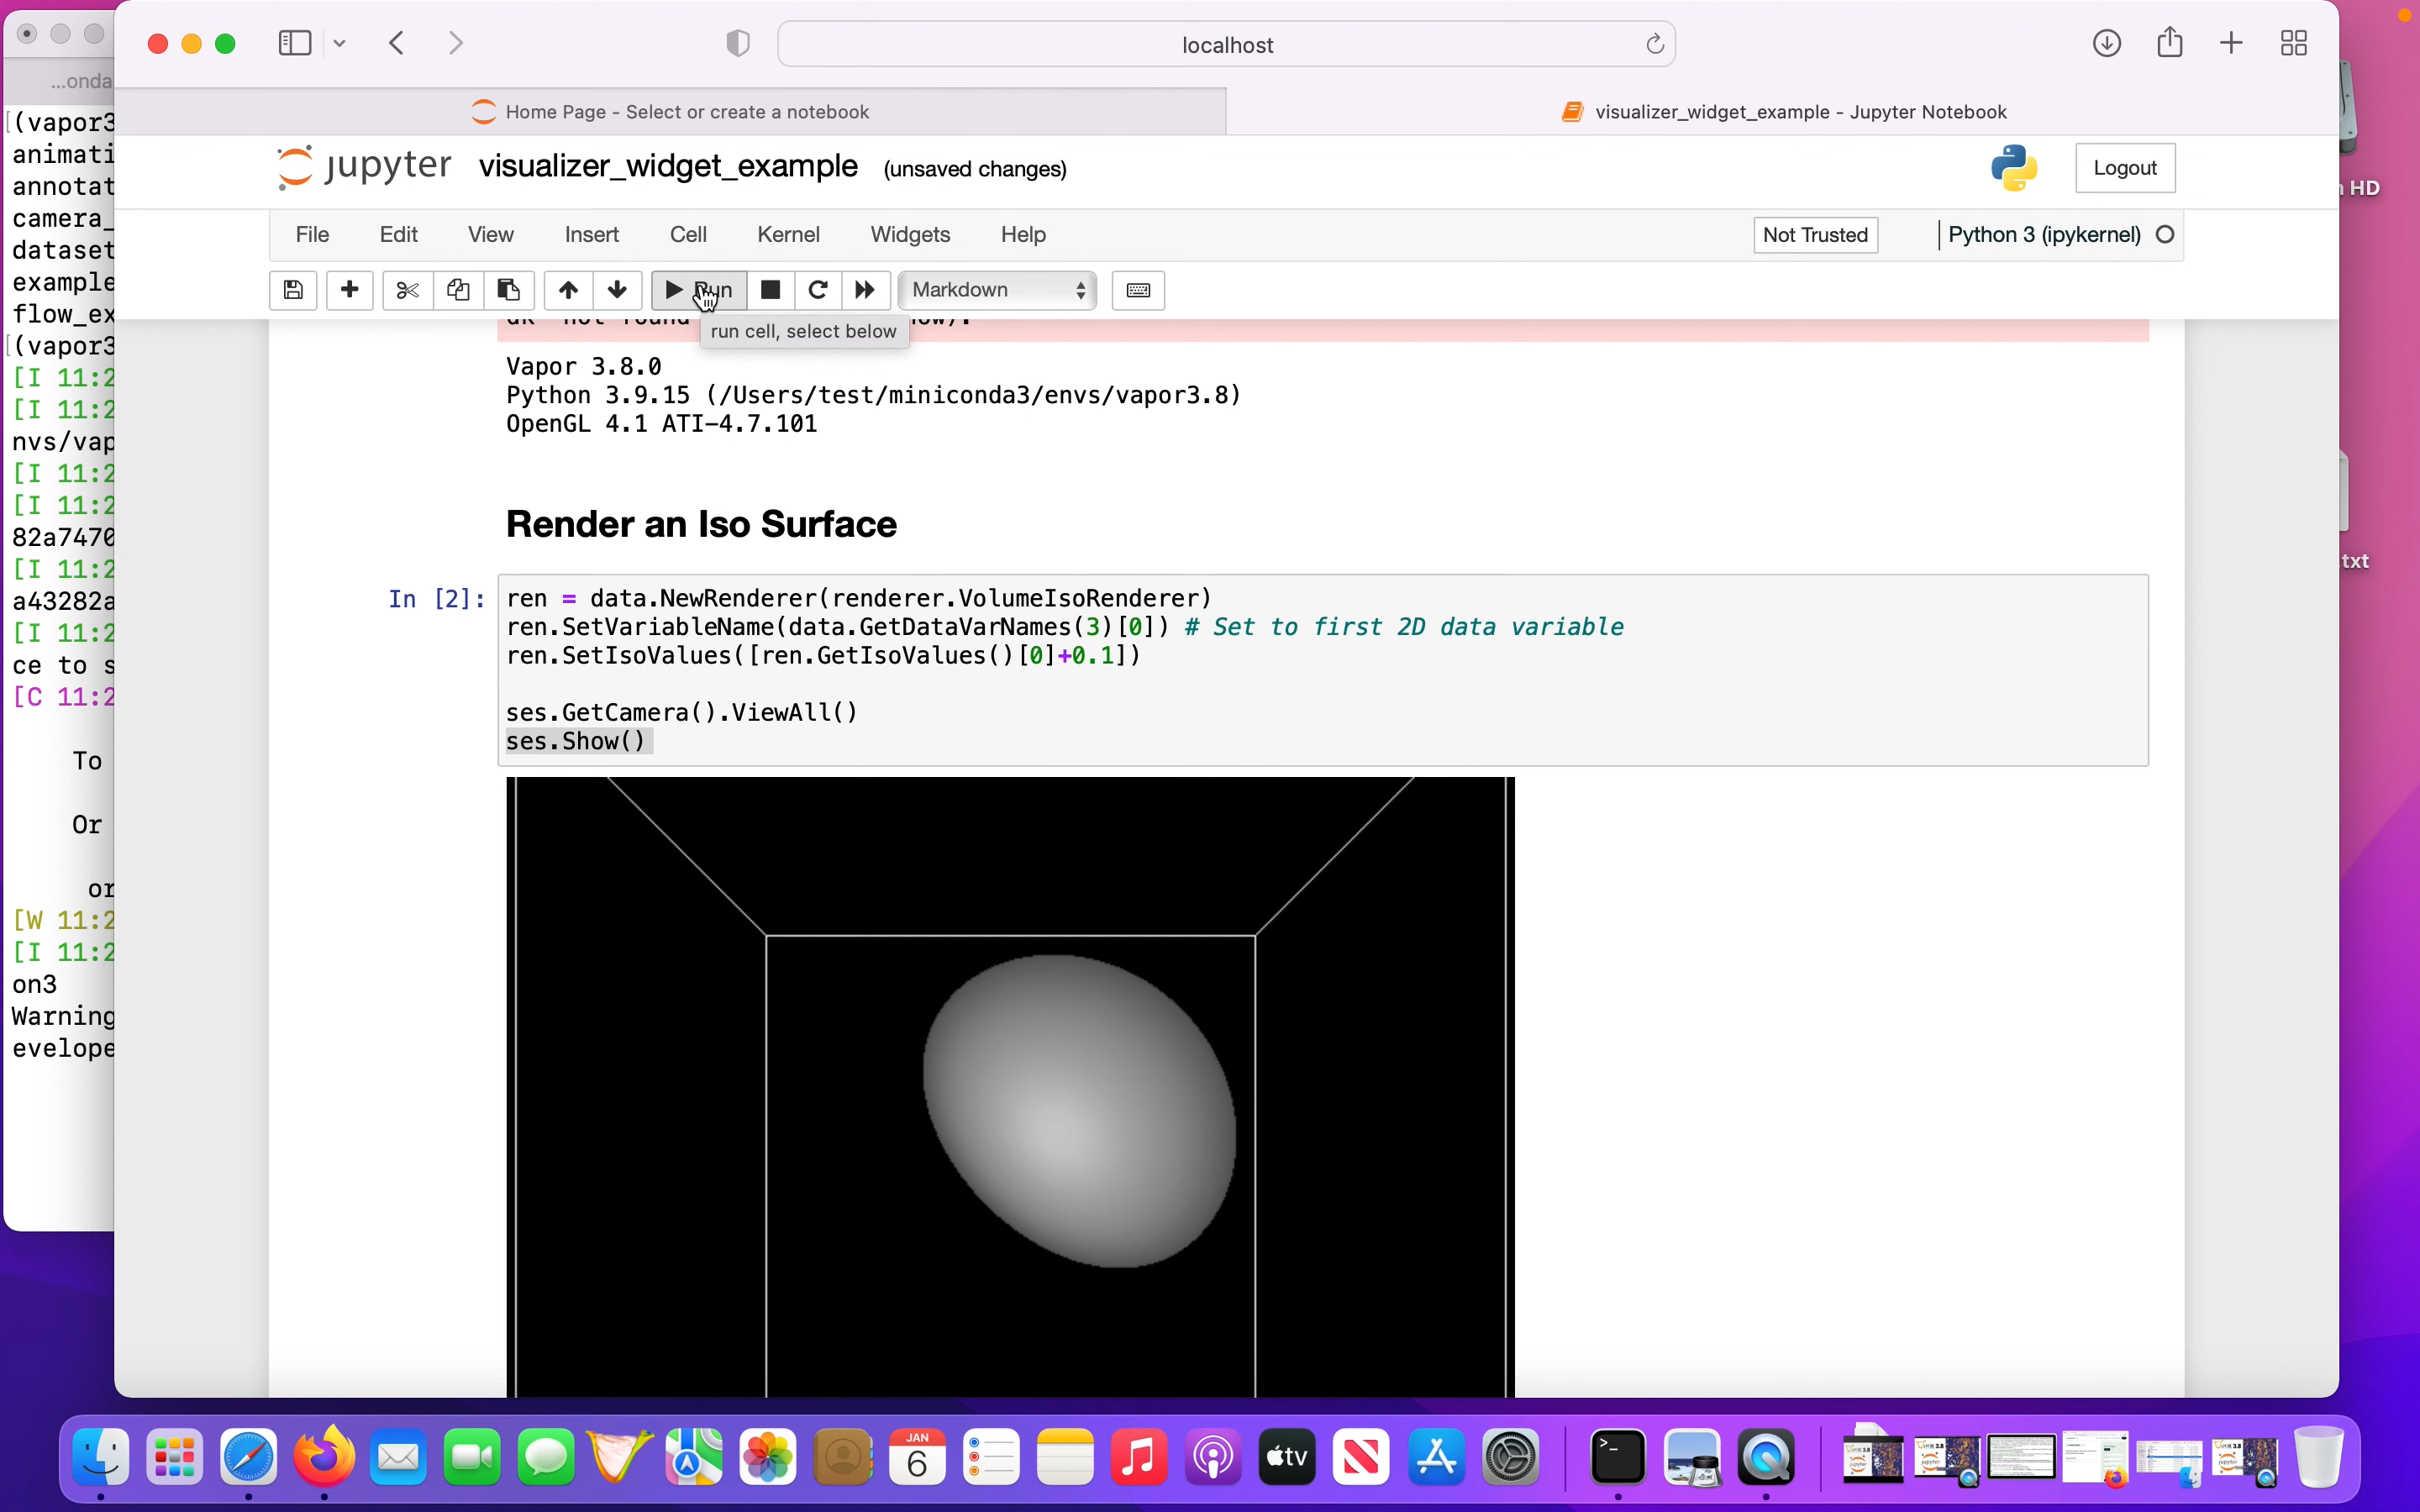 localhost
...onda
Home Page - Select or create a notebook
visualizer_widget_example - Jupyter Notebook
jupyter visualizer_widget_example (unsaved changes)
Logout
File Edit View Insert Cell Kernel Widgets Help
Not Trusted
Python 3 (ipykernel)
Run
Markdown
run cell, select below
Vapor 3.8.0
Python 3.9.15 (/Users/test/miniconda3/envs/vapor3.8)
OpenGL 4.1 ATI-4.7.101
Render an Iso Surface
In [2]:
ren = data.NewRenderer(renderer.VolumeIsoRenderer)
ren.SetVariableName(data.GetDataVarNames(3)[0]) # Set to first 2D data variable
ren.SetIsoValues([ren.GetIsoValues()[0]+0.1])
ses.GetCamera().ViewAll()
ses.Show()
(vapor3
animati
annotat
camera_
dataset
example
flow_ex
(vapor3
[I 11:2
[I 11:2
nvs/vap
[I 11:2
[I 11:2
82a7470
[I 11:2
a43282a
[I 11:2
ce to s
[C 11:2
To
Or
or
[W 11:2
[I 11:2
on3
Warning
evelope
HD
.txt
JAN
6
tv